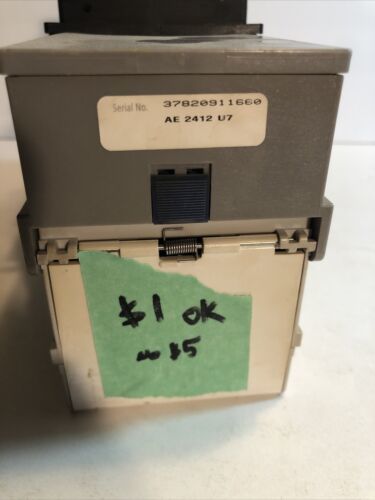 Serial No. 37820911660
AE 2412 U7
$1 OK
no $5